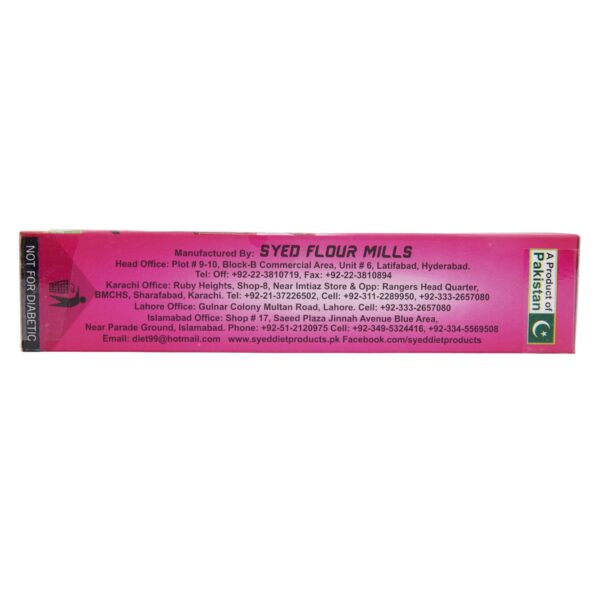 Manufactured By: SYED FLOUR MILLS
Head Office: Plot # 9-10, Block-B Commercial Area, Unit # 6, Latifabad, Hyderabad.
Tel: Off: +92-22-3810719, Fax: +92-22-3810894
Karachi Office: Ruby Heights, Shop-8, Near Imtiaz Store & Opp: Rangers Head Quarter,
BMCHS, Sharafabad, Karachi. Tel: +92-21-37226502, Cell: +92-311-2289950, +92-333-2657080
Lahore Office: Gulnar Colony Multan Road, Lahore. Cell: +92-333-2657080
Islamabad Office: Shop # 17, Saeed Plaza Jinnah Avenue Blue Area,
Near Parade Ground, Islamabad. Phone: +92-51-2120975 Cell: +92-349-5324416, +92-334-5569508
Email: diet99@hotmail.com www.syeddietproducts.pk Facebook.com/syeddietproducts
NOT FOR DIABETIC
A Product of
Pakistan